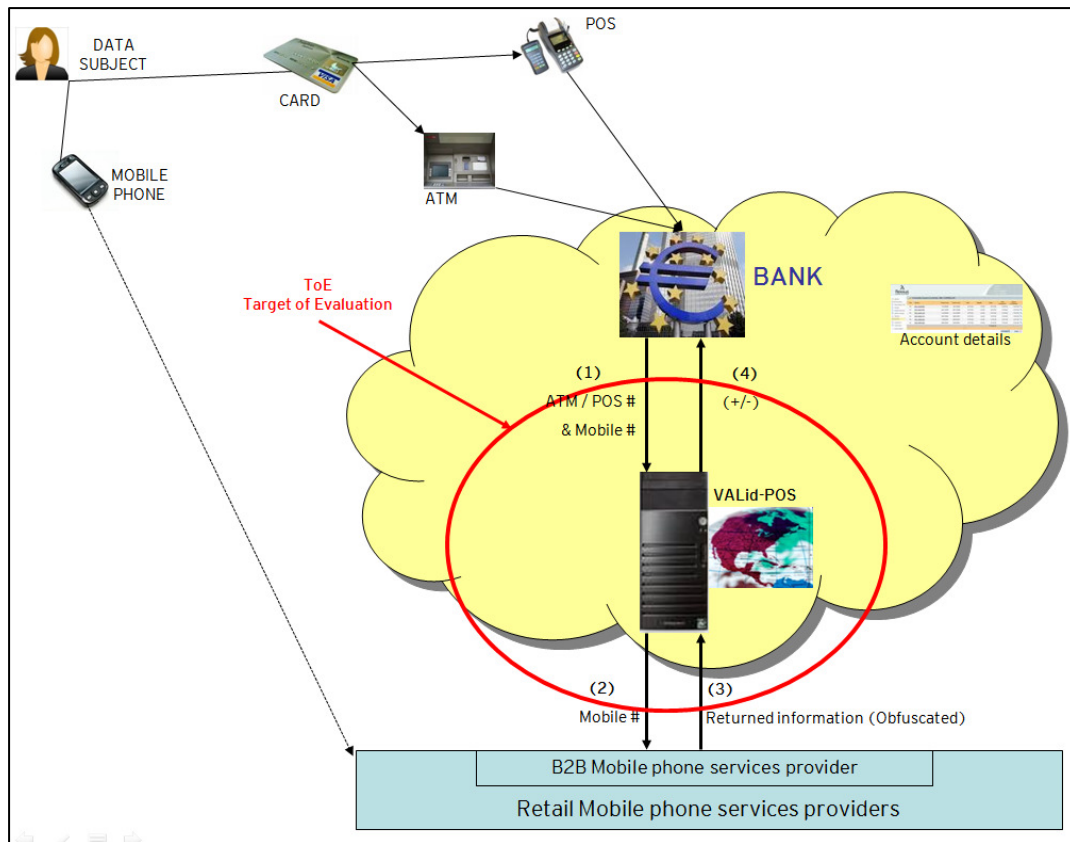 POS
DATA
SUBJECT
VISA
CARD
MOBILE
PHONE
ATM
ToE
Target of Evaluation
BANK
Account details
(1)
(4)
ATM / POS #
(+/-)
& Mobile #
VALid-POS
(2)
(3)
Mobile #
Returned information (Obfuscated)
B2B Mobile phone services provider
Retail Mobile phone services providers